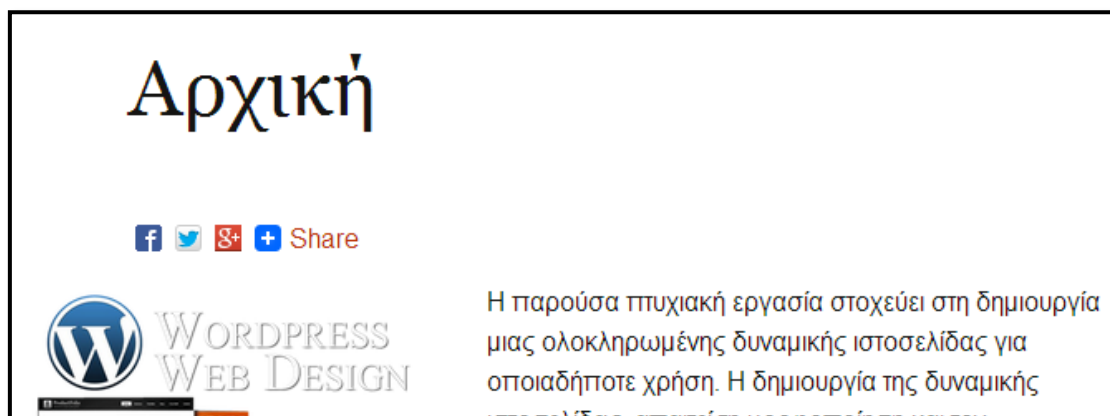 Αρχική
Share
WORDPRESS
WEB DESIGN
Η παρούσα πτυχιακή εργασία στοχεύει στη δημιουργία
μιας ολοκληρωμένης δυναμικής ιστοσελίδας για
οποιαδήποτε χρήση. Η δημιουργία της δυναμικής